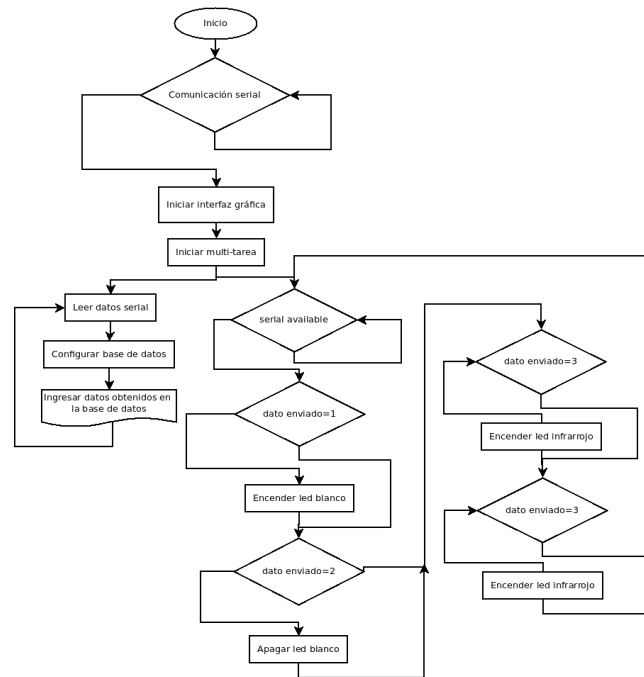 Inicio
Comunicación serial
Iniciar interfaz gráfica
Iniciar multi-tarea
Leer datos serial
Configurar base de datos
Ingresar datos obtenidos en
la base de datos
serial available
dato enviado=1
Encender led blanco
dato enviado=2
Apagar led blanco
dato enviado=3
Encender led infrarrojo
dato enviado=3
Encender led infrarrojo